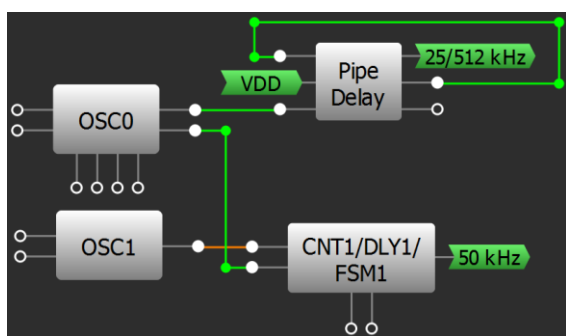 25/512 kHz
Pipe
Delay
VDD
OSC0
OSC1
CNT1/DLY1/
FSM1
50 kHz